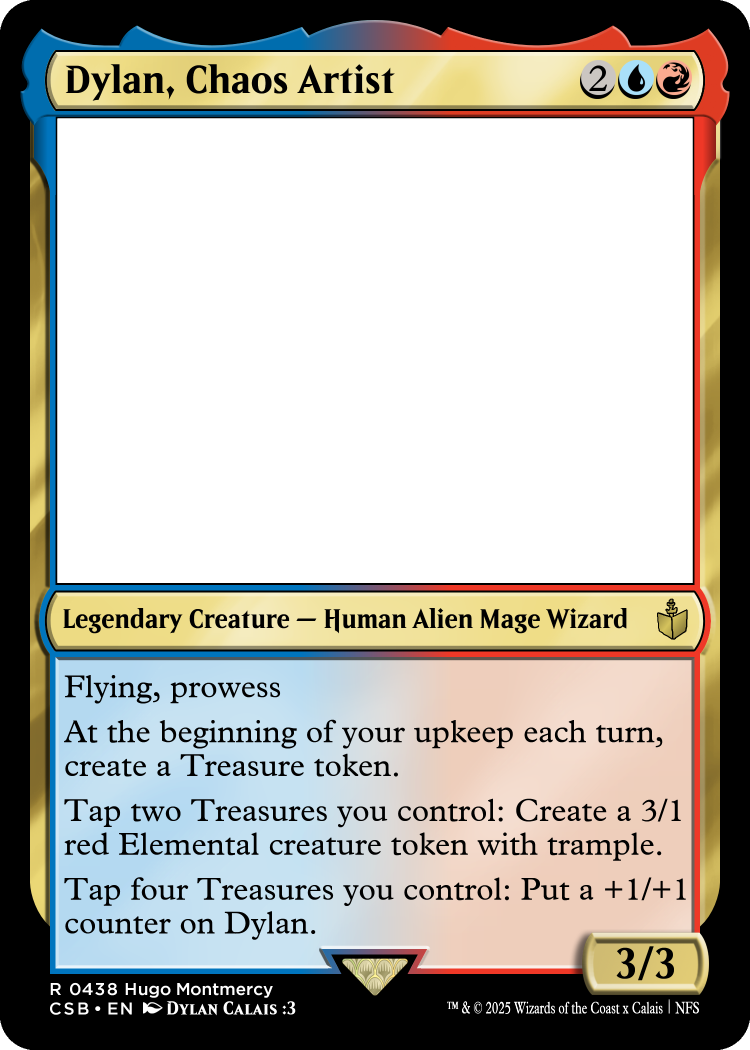 Dylan, Chaos Artist 2
Legendary Creature — Human Alien Mage Wizard
Flying, prowess
At the beginning of your upkeep each turn,
create a Treasure token.
Tap two Treasures you control: Create a 3/1
red Elemental creature token with trample.
Tap four Treasures you control: Put a +1/+1
counter on Dylan.
3/3
R 0438 Hugo Montmercy
CSB • EN Dylan Calais :3
™ & © 2025 Wizards of the Coast x Calais | NFS